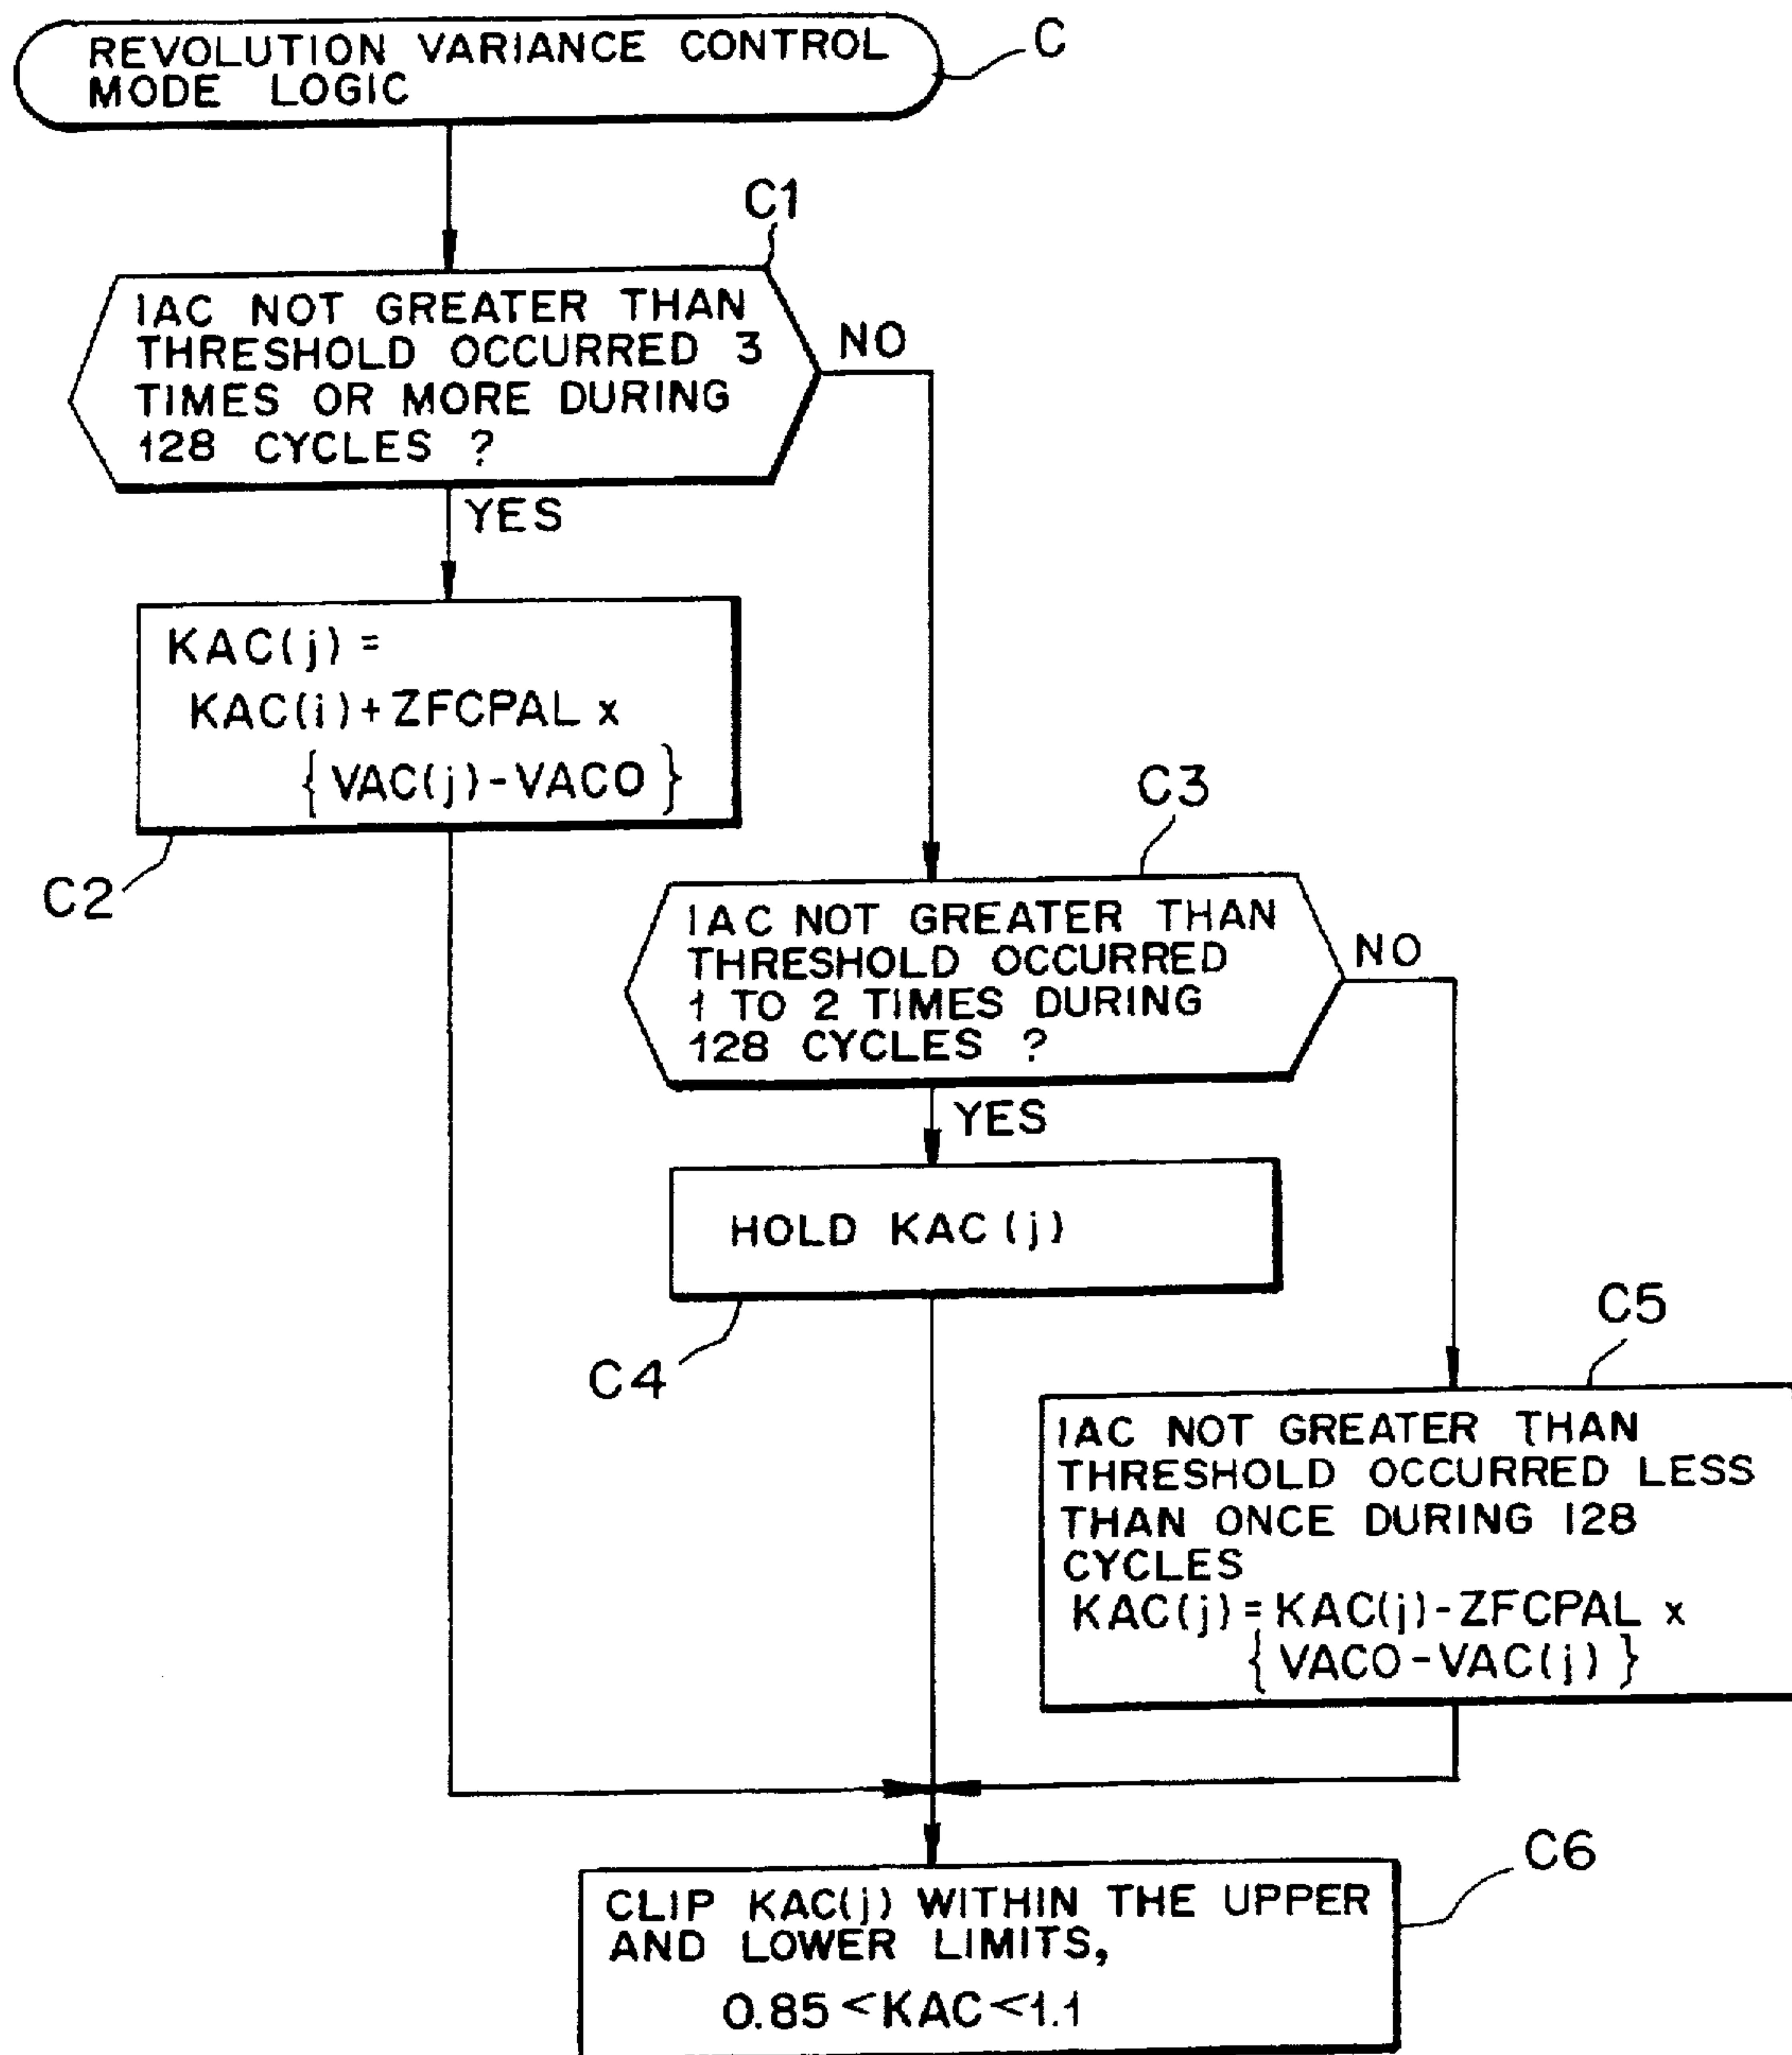 REVOLUTION VARIANCE CONTROL
MODE LOGIC
C
C1
IAC NOT GREATER THAN
THRESHOLD OCCURRED 3
TIMES OR MORE DURING
128 CYCLES ?
NO
YES
KAC(j) =
KAC(i) + ZFCPAL x
{ VAC(j) - VACO }
C2
C3
IAC NOT GREATER THAN
THRESHOLD OCCURRED
1 TO 2 TIMES DURING
128 CYCLES ?
NO
YES
HOLD KAC (j)
C4
C5
IAC NOT GREATER THAN
THRESHOLD OCCURRED LESS
THAN ONCE DURING 128
CYCLES
KAC(j) = KAC(j) - ZFCPAL x
{ VACO - VAC(j) }
C6
CLIP KAC(j) WITHIN THE UPPER
AND LOWER LIMITS,
0.85 < KAC < 1.1